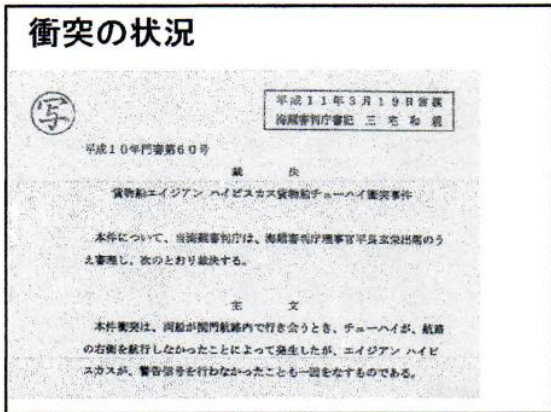 衝突の状況
写
平成11年3月19日言渡
海難審判庁書記 三宅和親
平成10年門審第60号
裁 決
貨物船エイジアン ハイビスカス貨物船チューハイ衝突事件
本件について、当海難審判庁は、海難審判庁理事官平良玄栄出席のう
え審理し、次のとおり裁決する。
主 文
本件衝突は、両船が関門航路内で行き会うとき、チューハイが、航路
の右側を航行しなかったことによって発生したが、エイジアン ハイビ
スカスが、警告信号を行わなかったことも一因をなすものである。